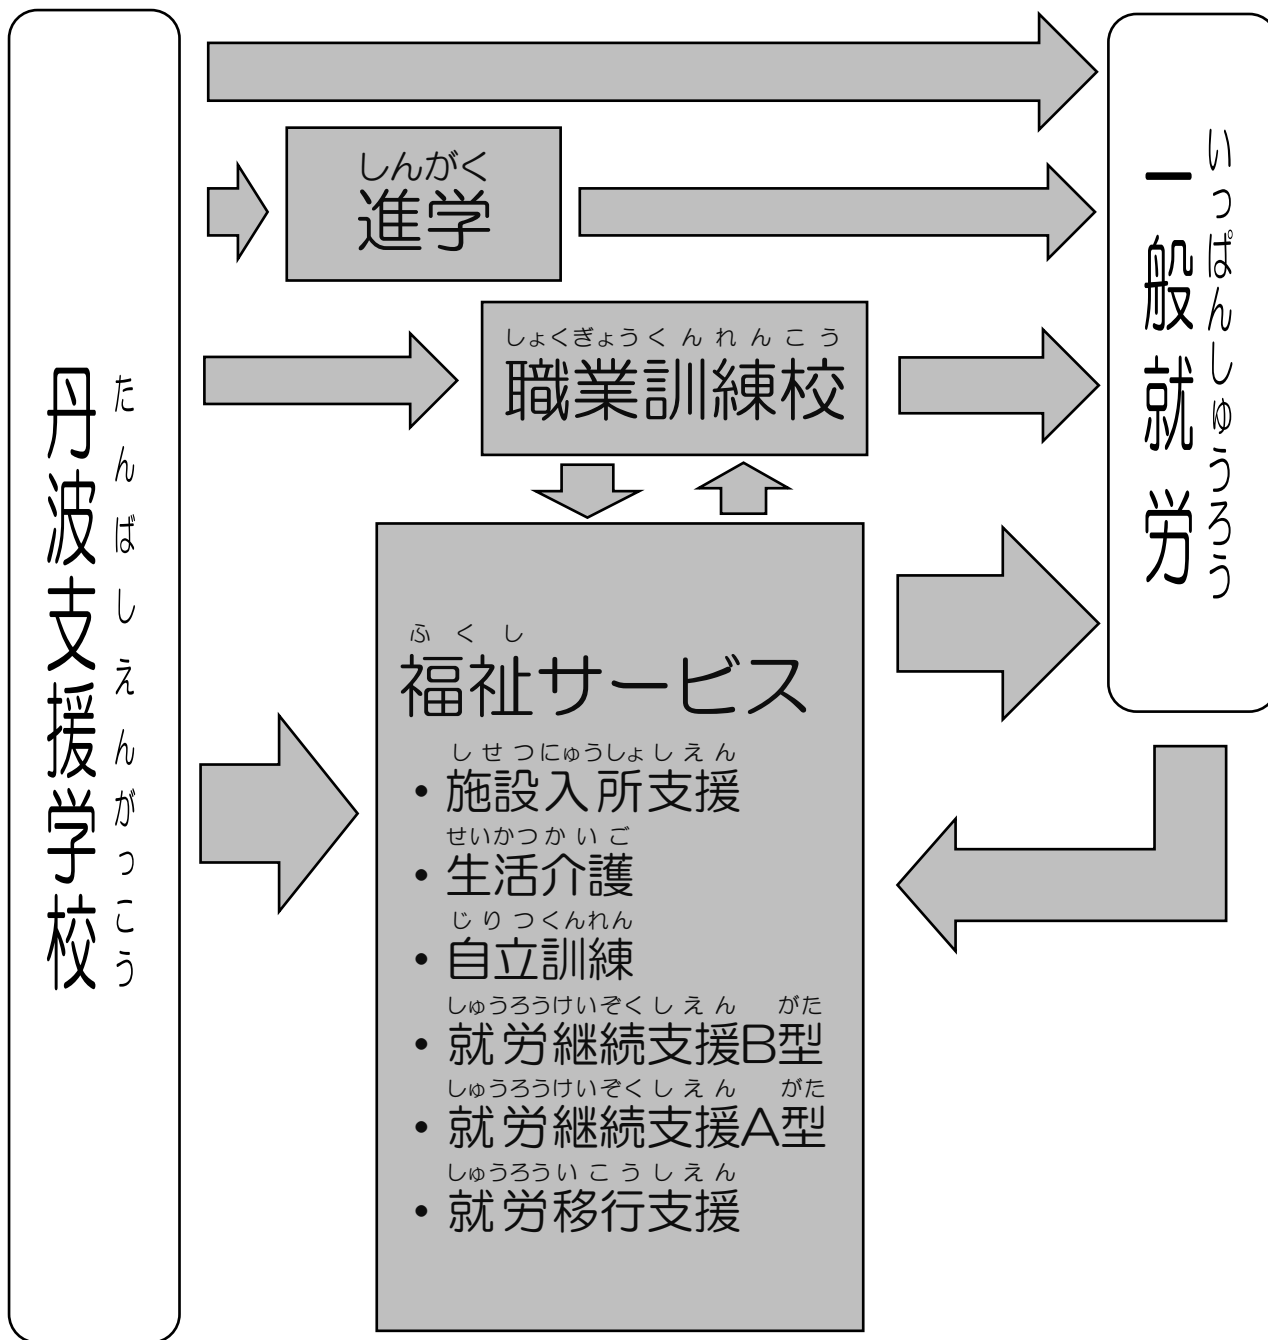 たんばしえんがっこう
丹波支援学校
しんがく
進学
しょくぎょうくんれんこう
職業訓練校
ふくし
福祉サービス
しせつにゅうしょしえん
・施設入所支援
せいかつかいご
・生活介護
じりつくんれん
・自立訓練
しゅうろうけいぞくしえん がた
・就労継続支援B型
しゅうろうけいぞくしえん がた
・就労継続支援A型
しゅうろういこうしえん
・就労移行支援
いっぱんしゅうろう
一般就労